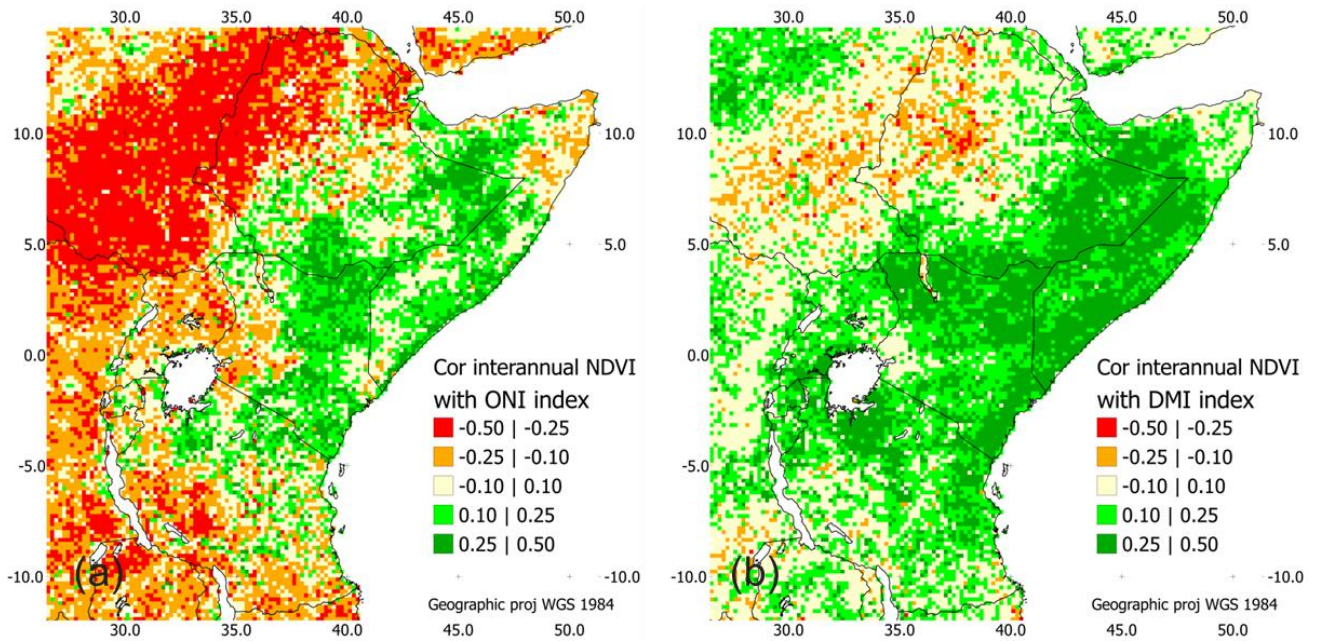 30.0 35.0 40.0 45.0 50.0
10.0 10.0
5.0 5.0
0.0
Cor interannual NDVI
with ONI index
-0.50 | -0.25
-0.25 | -0.10
-0.10 | 0.10
0.10 | 0.25
0.25 | 0.50
-5.0
-10.0 -10.0
(a)
Geographic proj WGS 1984
30.0 35.0 40.0 45.0 50.0
30.0 35.0 40.0 45.0 50.0
10.0 10.0
5.0 5.0
0.0
Cor interannual NDVI
with DMI index
-0.50 | -0.25
-0.25 | -0.10
-0.10 | 0.10
0.10 | 0.25
0.25 | 0.50
-5.0
-10.0 -10.0
(b)
Geographic proj WGS 1984
30.0 35.0 40.0 45.0 50.0